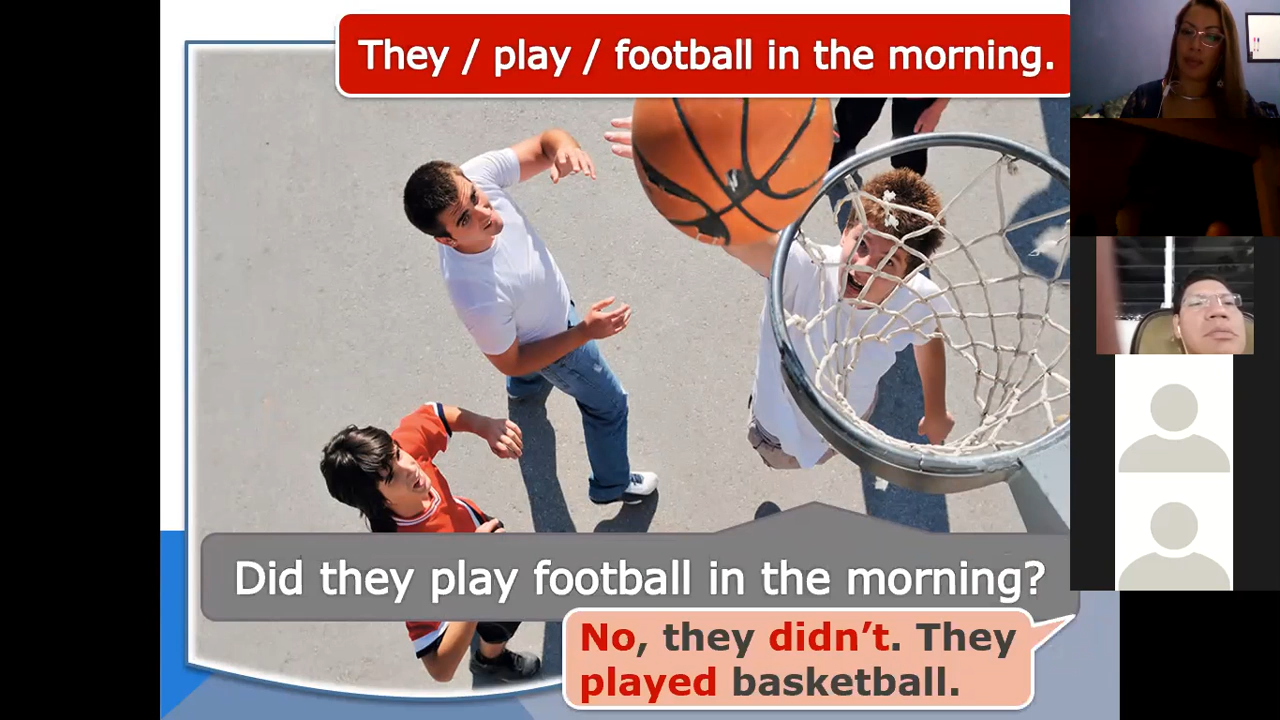 They / play / football in the morning.
Did they play football in the morning?
No, they didn’t. They
played basketball.